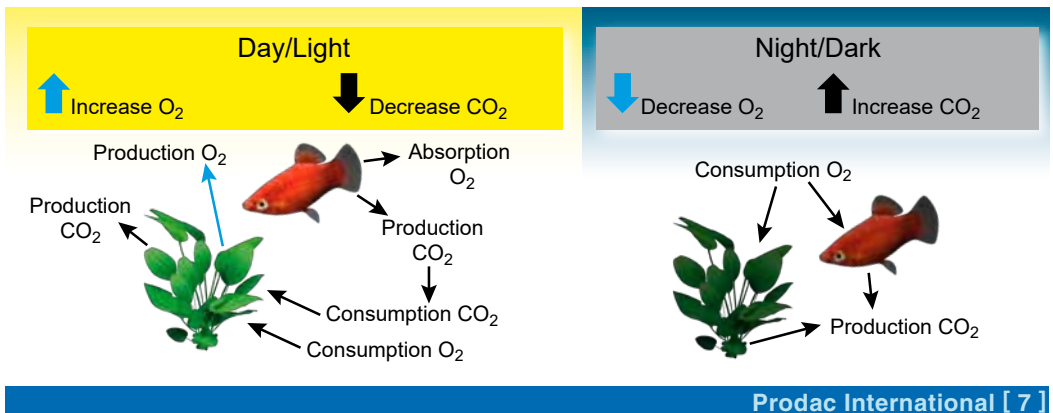 Day/Light
Increase O₂
Decrease CO₂
Production O₂
Absorption
O₂
Production
CO₂
Production
CO₂
Consumption CO₂
Consumption O₂
Night/Dark
Decrease O₂
Increase CO₂
Consumption O₂
Production CO₂
Prodac International [ 7 ]